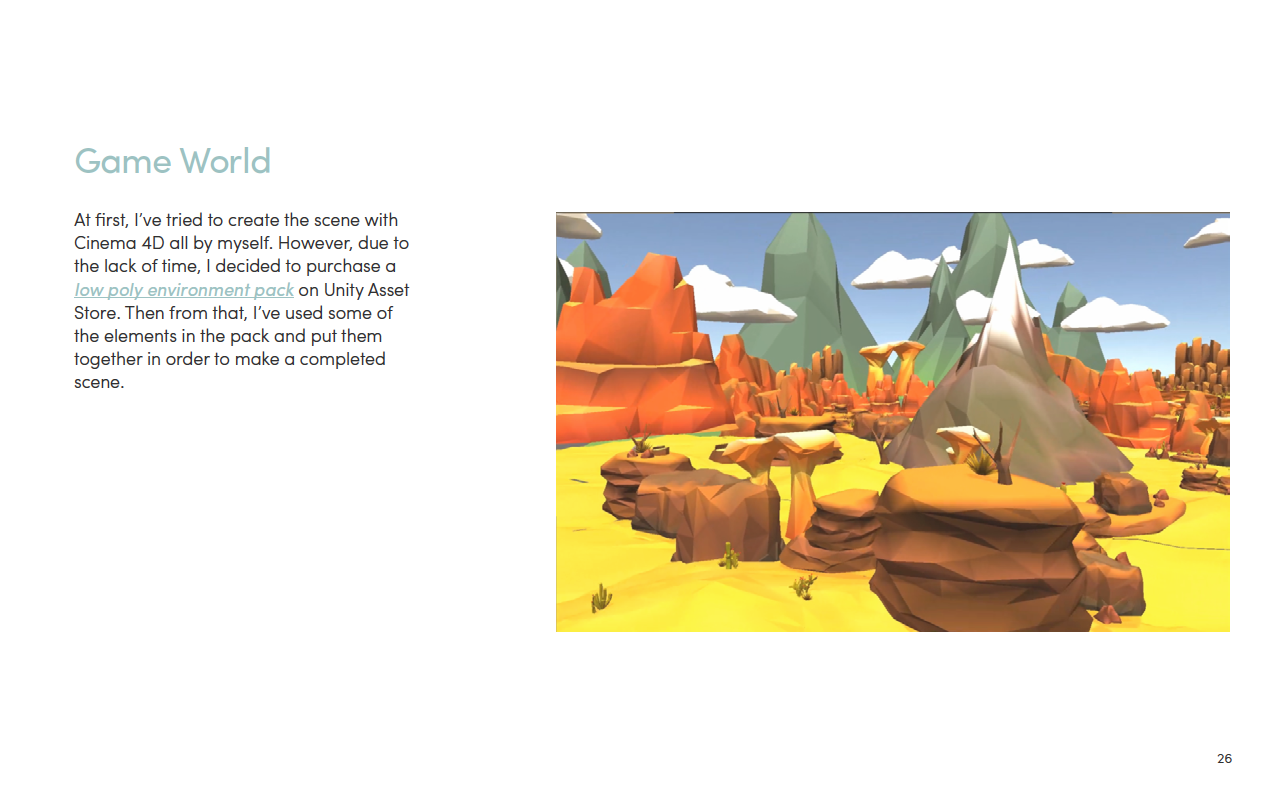 Game World
At first, I’ve tried to create the scene with
Cinema 4D all by myself. However, due to
the lack of time, I decided to purchase a
low poly environment pack on Unity Asset
Store. Then from that, I’ve used some of
the elements in the pack and put them
together in order to make a completed
scene.
26